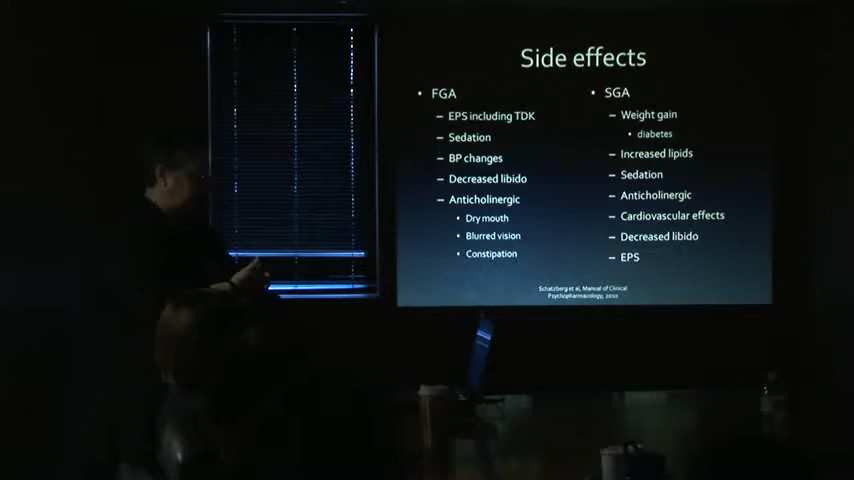 Side effects
• FGA
– EPS including TDK
– Sedation
– BP changes
– Decreased libido
– Anticholinergic
• Dry mouth
• Blurred vision
• Constipation
• SGA
– Weight gain
• diabetes
– Increased lipids
– Sedation
– Anticholinergic
– Cardiovascular effects
– Decreased libido
– EPS
Schatzberg et al, Manual of Clinical
Psychopharmacology, 2010